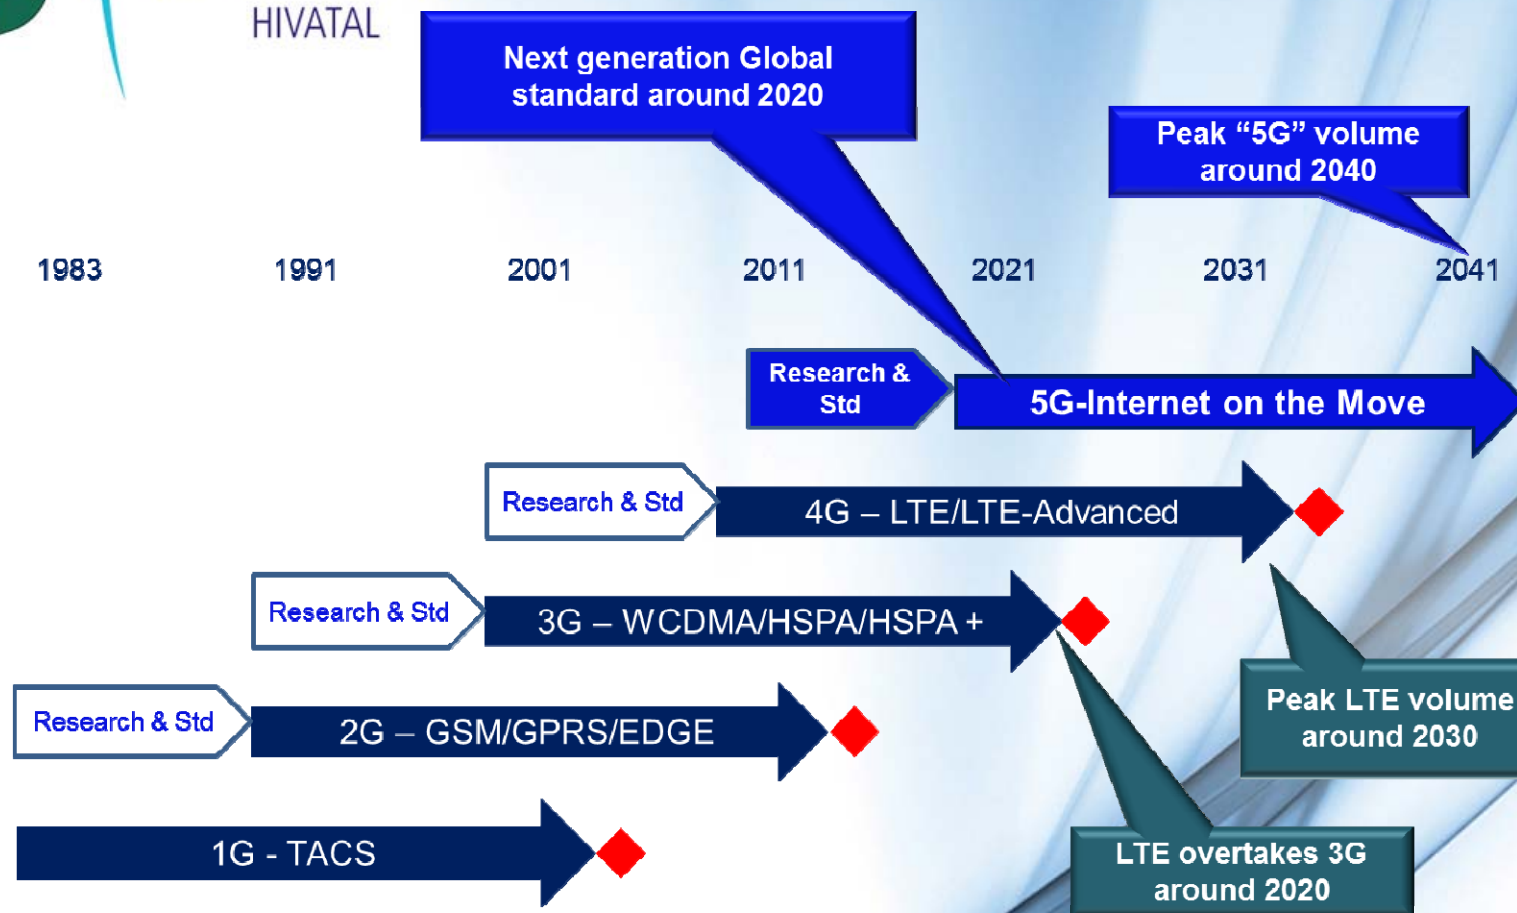 HIVATAL
Next generation Global
standard around 2020
Peak “5G” volume
around 2040
1983 1991 2001 2011 2021 2031 2041
Research &
Std
5G-Internet on the Move
Research & Std
4G – LTE/LTE-Advanced
Research & Std
3G – WCDMA/HSPA/HSPA +
Peak LTE volume
around 2030
Research & Std
2G – GSM/GPRS/EDGE
1G - TACS
LTE overtakes 3G
around 2020